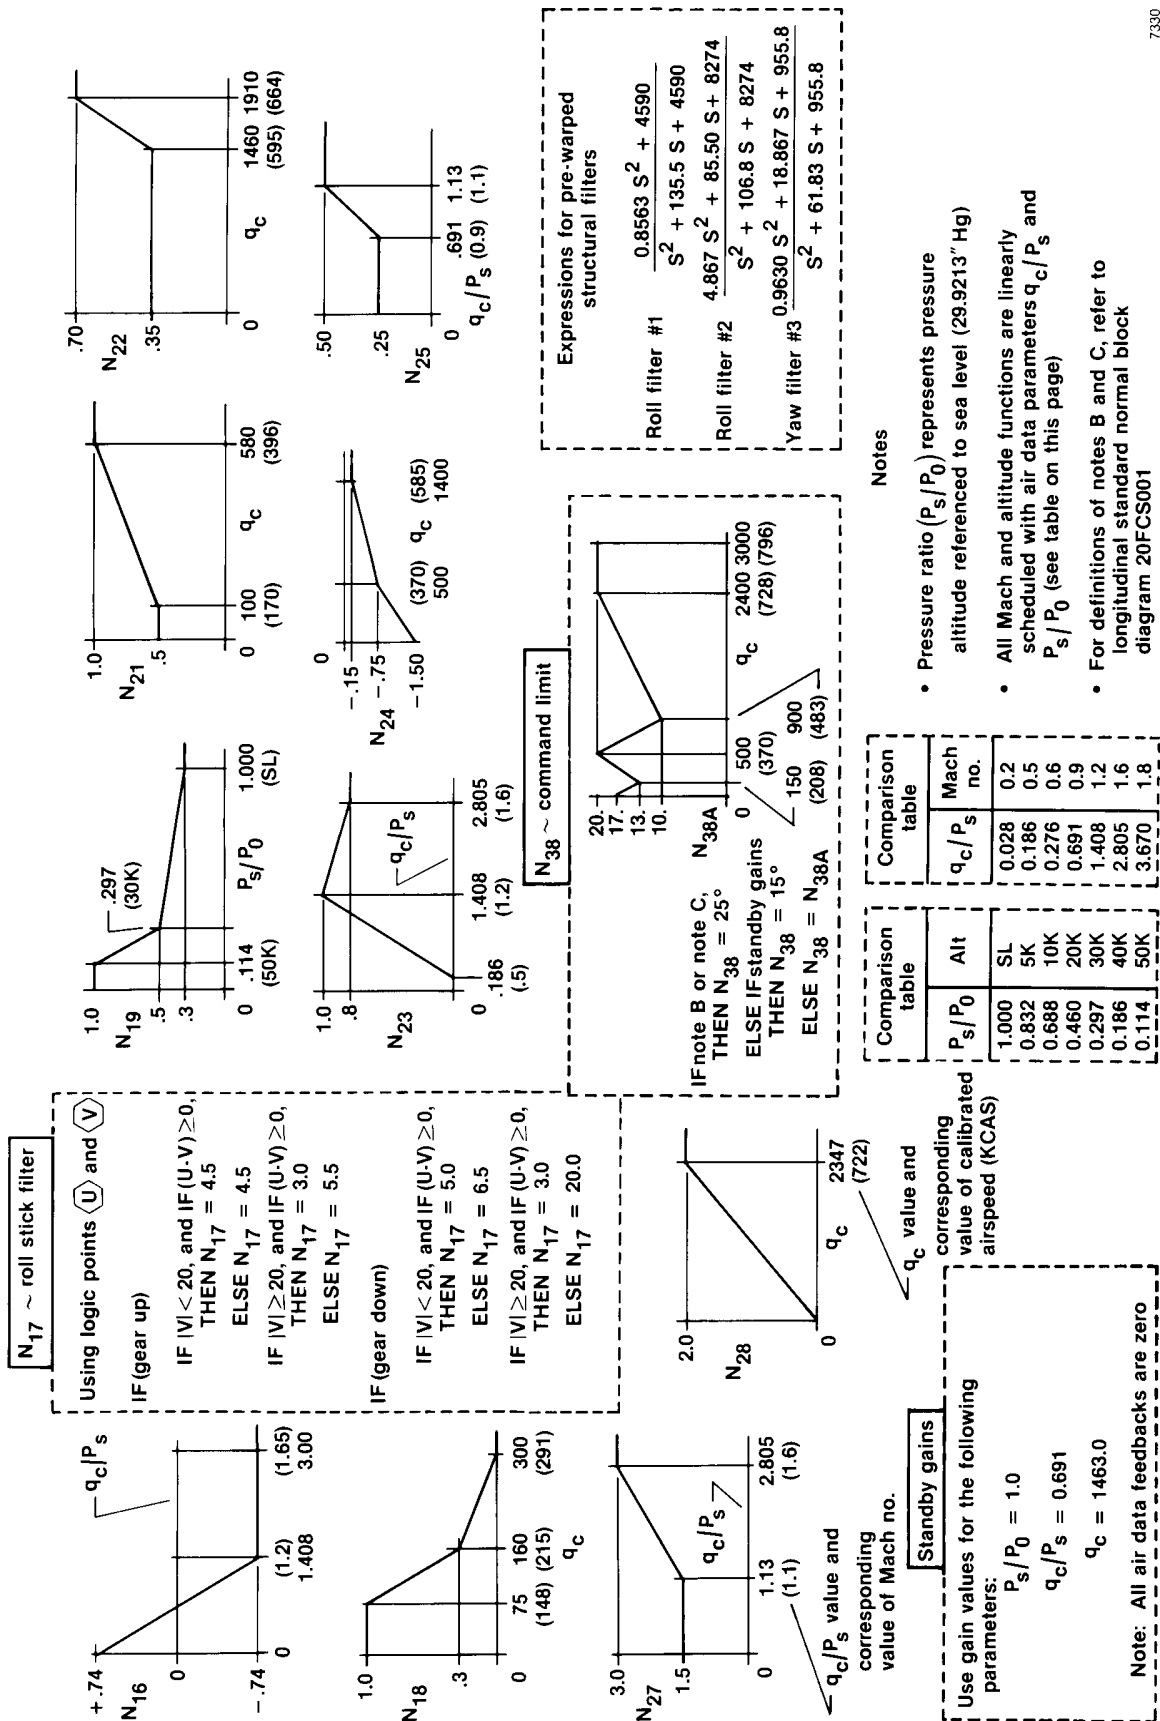 N17 ~ roll stick filter
Using logic points U and V
IF (gear up)
IF |V| < 20, and IF (U·V) ≥ 0,
THEN N17 = 4.5
ELSE N17 = 4.5
IF |V| ≥ 20, and IF (U·V) ≥ 0,
THEN N17 = 3.0
ELSE N17 = 5.5
IF (gear down)
IF |V| < 20, and IF (U·V) ≥ 0,
THEN N17 = 5.0
ELSE N17 = 6.5
IF |V| ≥ 20, and IF (U·V) ≥ 0,
THEN N17 = 3.0
ELSE N17 = 20.0
+.74
N16
0
-.74
qc/Ps
0
(1.2) (1.65)
1.408 3.00
1.0
N18
.3
0
75 160 300
(148) (215) (291)
qc
3.0
N27
1.5
qc/Ps
0
1.13 2.805
(1.1) (1.6)
qc/Ps value and
corresponding
value of Mach no.
2.0
N28
0
qc
2347
(722)
qc value and
corresponding
value of calibrated
airspeed (KCAS)
Standby gains
Use gain values for the following
parameters:
Ps/P0 = 1.0
qc/Ps = 0.691
qc = 1463.0
Note: All air data feedbacks are zero
1.0
N19
.5
.3
.297
(30K)
0
.114 Ps/P0 1.000
(50K) (SL)
1.0
.8
N23
0
qc/Ps
.186 1.408 2.805
(.5) (1.2) (1.6)
1.0
N21
.5
0
100 qc 580
(170) (396)
0
-.15
N24 -.75
-1.50
(370) qc (585)
500 1400
.70
N22
.35
0
qc
1460 1910
(595) (664)
.50
.25
N25
0
.691 1.13
qc/Ps (0.9) (1.1)
N38 ~ command limit
IF note B or note C,
THEN N38 = 25°
ELSE IF standby gains
THEN N38 = 15°
ELSE N38 = N38A
20.
17.
13.
10.
N38A
0
500 qc 2400 3000
(370) (728) (796)
150 900
(208) (483)
Expressions for pre-warped
structural filters
Roll filter #1
0.8563 S2 + 4590
S2 + 135.5 S + 4590
Roll filter #2
4.867 S2 + 85.50 S + 8274
S2 + 106.8 S + 8274
Yaw filter #3
0.9630 S2 + 18.867 S + 955.8
S2 + 61.83 S + 955.8
Comparison
table
Ps/P0 Alt
1.000 SL
0.832 5K
0.688 10K
0.460 20K
0.297 30K
0.186 40K
0.114 50K
Comparison
table
qc/Ps Mach
no.
0.028 0.2
0.186 0.5
0.276 0.6
0.691 0.9
1.408 1.2
2.805 1.6
3.670 1.8
Notes
• Pressure ratio (Ps/P0) represents pressure
altitude referenced to sea level (29.9213" Hg)
• All Mach and altitude functions are linearly
scheduled with air data parameters qc/Ps and
Ps/P0 (see table on this page)
• For definitions of notes B and C, refer to
longitudinal standard normal block
diagram 20FCS001
7330